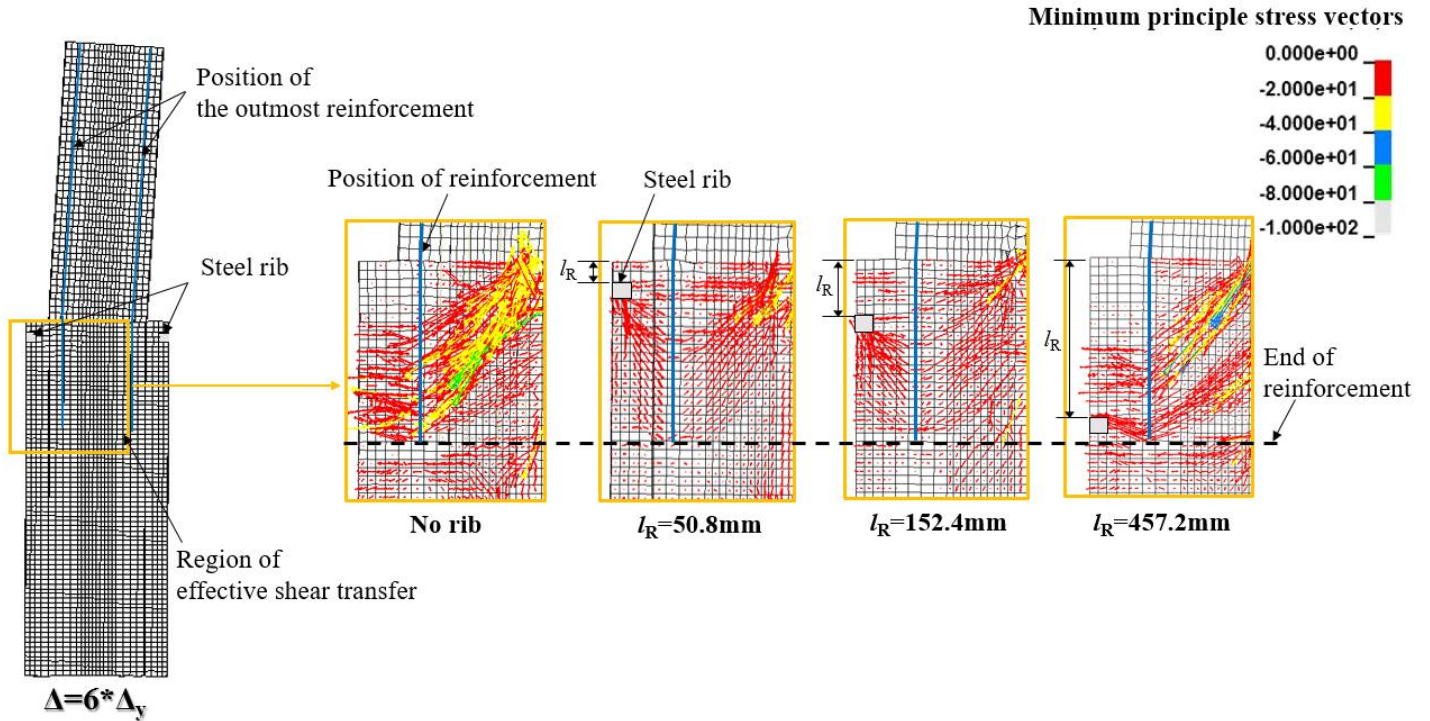 Minimum principle stress vectors
0.000e+00
-2.000e+01
-4.000e+01
-6.000e+01
-8.000e+01
-1.000e+02
Position of
the outmost reinforcement
Position of reinforcement
Steel rib
Steel rib
lR
lR
lR
End of
reinforcement
No rib
lR=50.8mm
lR=152.4mm
lR=457.2mm
Region of
effective shear transfer
Δ=6*Δy